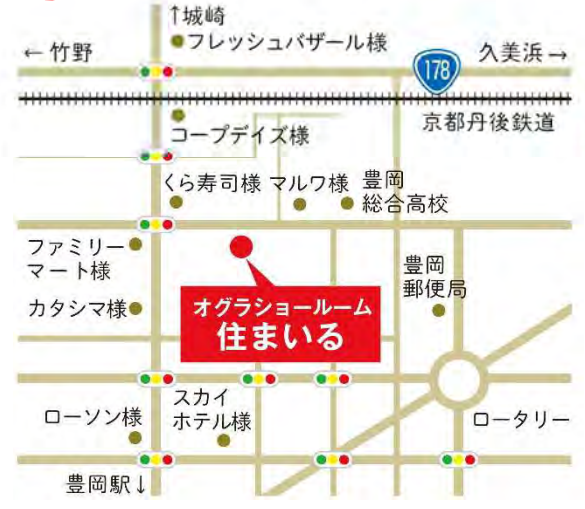 ↑城崎
フレッシュバザール様
←竹野
178
久美浜→
京都丹後鉄道
コープデイズ様
くら寿司様
マルワ様
豊岡
総合高校
ファミリー
マート様
豊岡
郵便局
カタシマ様
オグラショールーム
住まいる
スカイ
ホテル様
ローソン様
ロータリー
豊岡駅↓